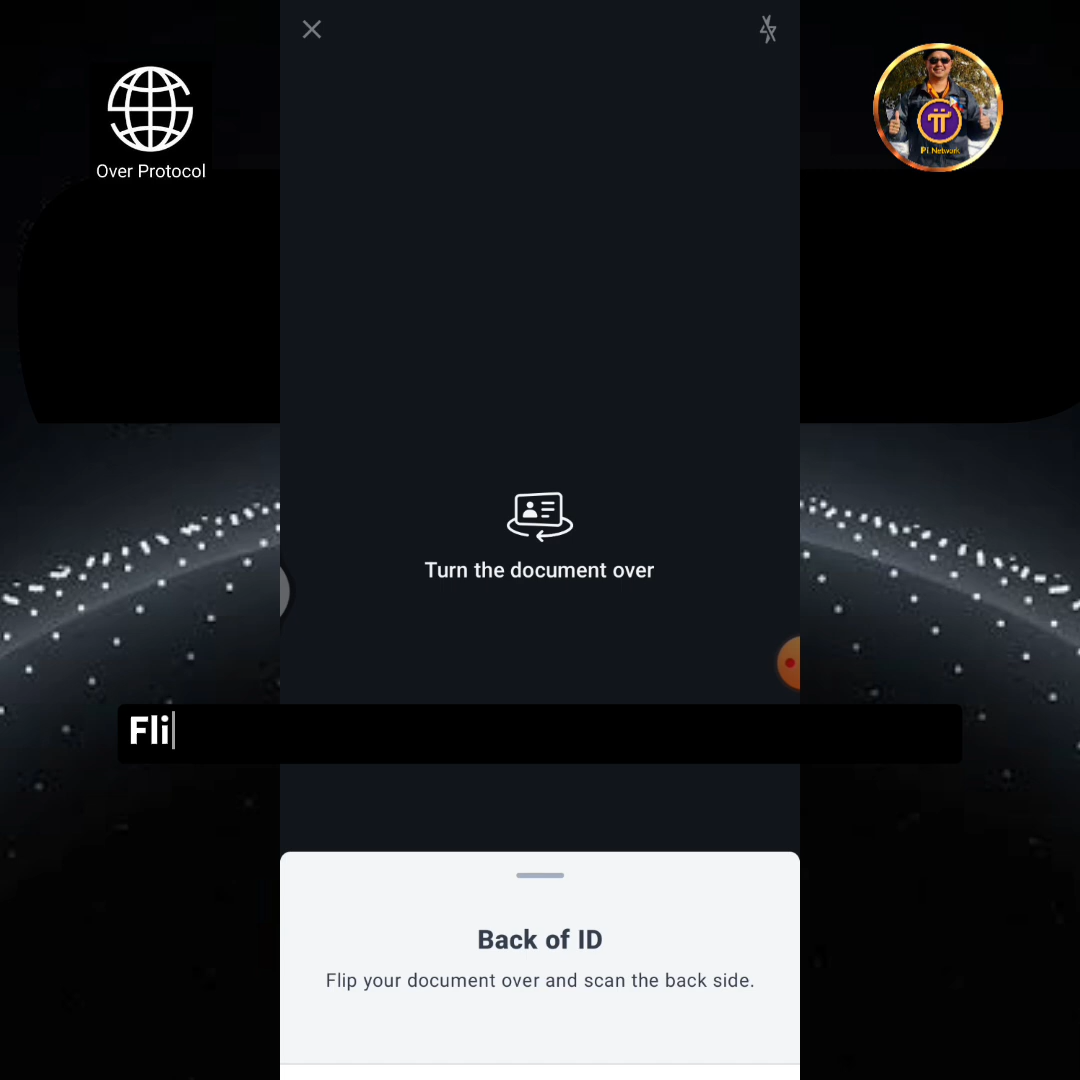 Over Protocol
Pi Network
Turn the document over
Fli
Back of ID
Flip your document over and scan the back side.